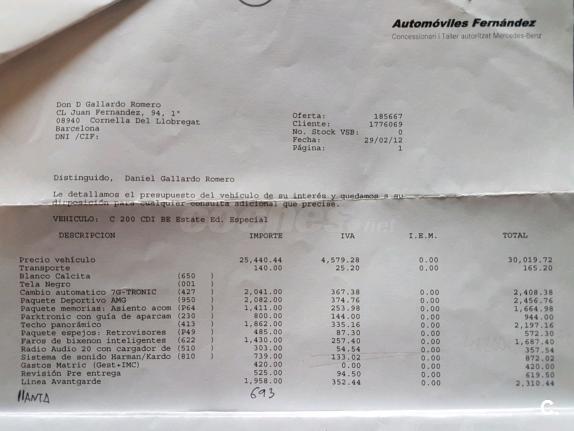 Automóviles Fernández
Concessionari i Taller autoritzat Mercedes-Benz
Don D Gallardo Romero
CL Juan Fernandez, 94, 1°
08940 Cornella Del Llobregat
Barcelona
DNI /CIF:
Oferta: 185667
Cliente: 1776069
No. Stock VSB: 0
Fecha: 29/02/12
Página: 1
Distinguido, Daniel Gallardo Romero
Le detallamos el presupuesto del vehículo de su interés y quedamos a su
disposición para cualquier consulta adicional que precise.
VEHICULO: C 200 CDI BE Estate Ed. Especial
DESCRIPCION IMPORTE IVA I.E.M. TOTAL
Precio vehículo 25,440.44 4,579.28 0.00 30,019.72
Transporte 140.00 25.20 0.00 165.20
Blanco Calcita (650 )
Tela Negro (001 )
Cambio automatico 7G-TRONIC (427 2,041.00 367.38 0.00 2,408.38
Paquete Deportivo AMG (950 ) 2,082.00 374.76 0.00 2,456.76
Paquete memorias: Asiento acom (P64 ) 1,411.00 253.98 0.00 1,664.98
Parktronic con guía de aparcam (230 ) 800.00 144.00 0.00 944.00
Techo panorámico (413 ) 1,862.00 335.16 0.00 2,197.16
Paquete espejos: Retrovisores (P49 ) 485.00 87.30 0.00 572.30
Faros de bixenon inteligentes (622 ) 1,430.00 257.40 0.00 1,687.40
Radio Audio 20 con cargador de (510 ) 303.00 54.54 0.00 357.54
Sistema de sonido Harman/Kardo (810 ) 739.00 133.02 0.00 872.02
Gastos Matric (Gest+IMC) 420.00 0.00 0.00 420.00
Revisión Pre entrega 525.00 94.50 0.00 619.50
Linea Avantgarde 1,958.00 352.44 0.00 2,310.44
MANTA 693